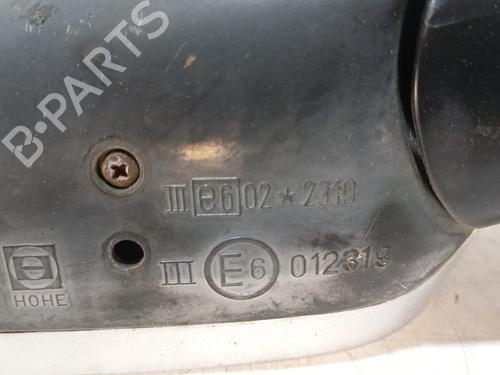 B-PARTS
III e6 02 * 2319
III E6 012319
HOHE